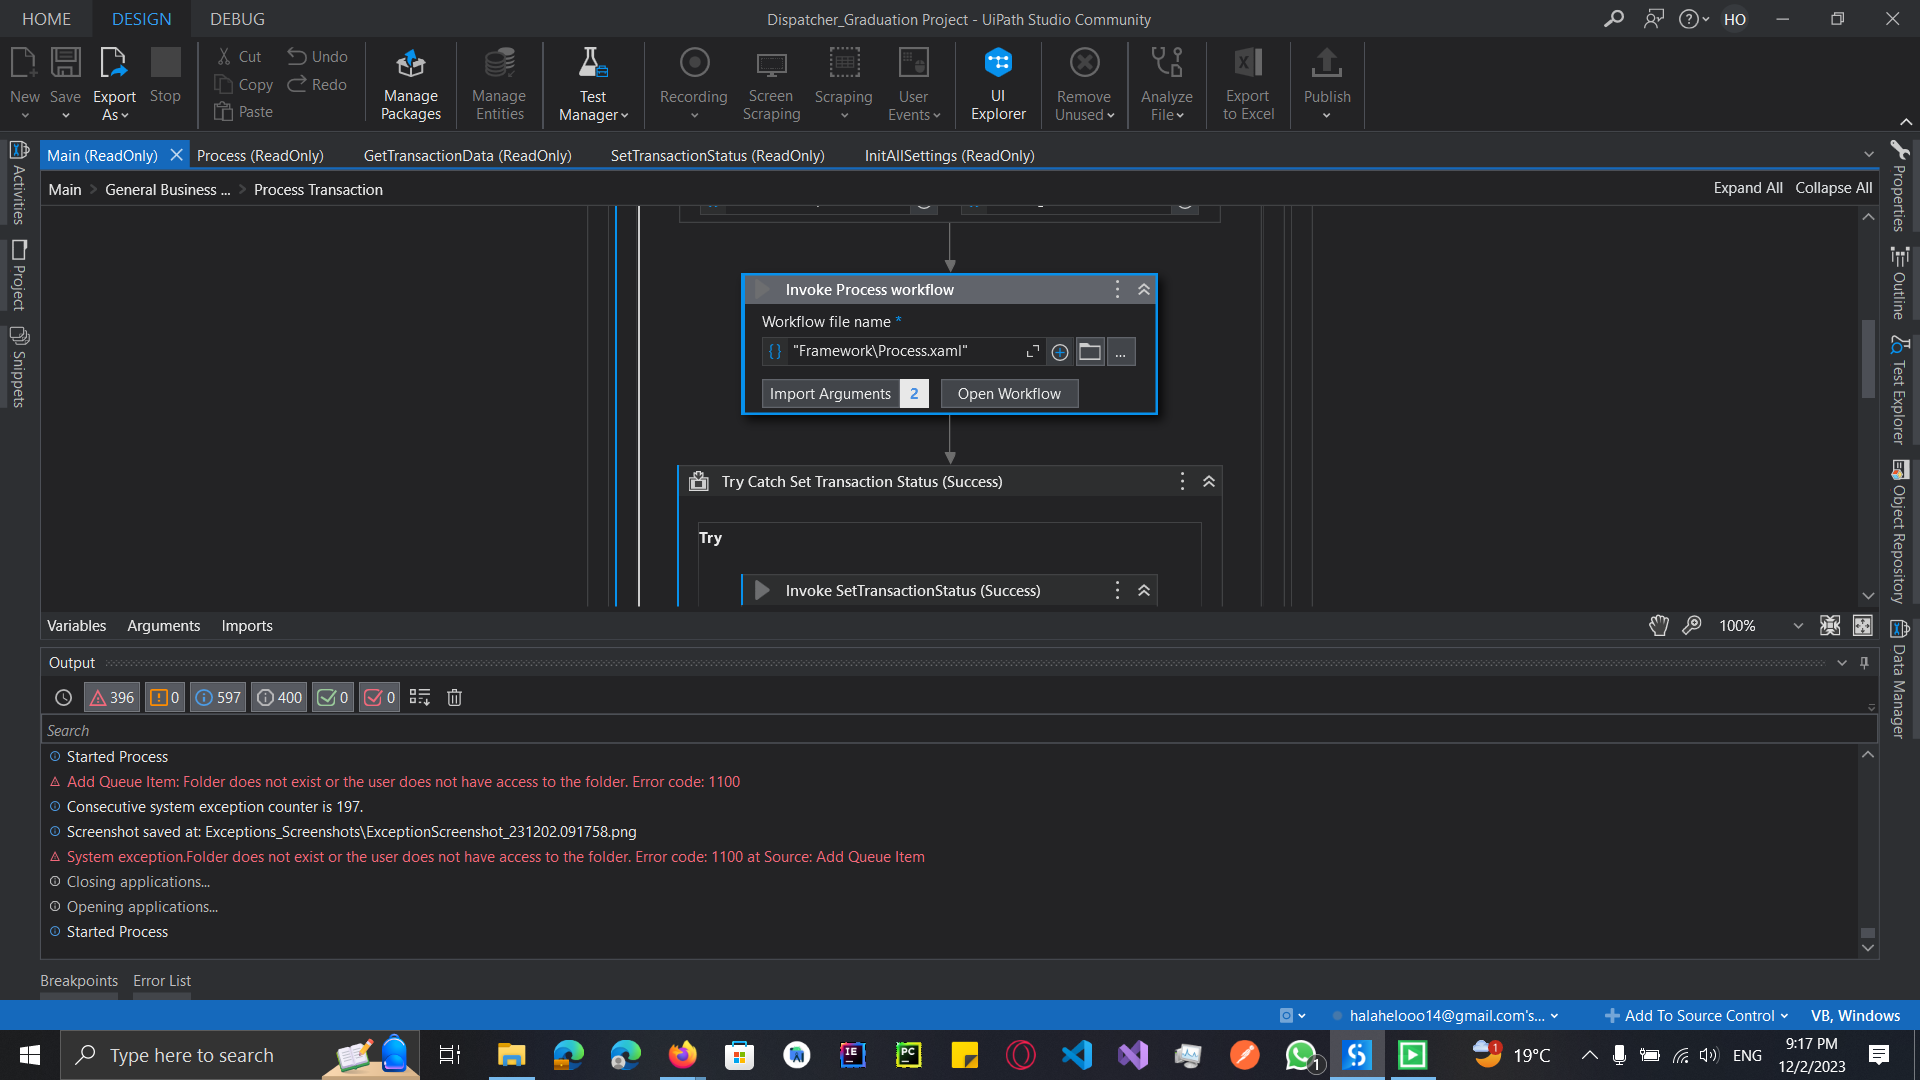 HOME DESIGN DEBUG
Dispatcher_Graduation Project - UiPath Studio Community
HO
New
Save
Export As
Stop
Cut
Copy
Paste
Undo
Redo
Manage Packages
Manage Entities
Test Manager
Recording
Screen Scraping
Scraping
User Events
UI Explorer
Remove Unused
Analyze File
Export to Excel
Publish
Main (ReadOnly) Process (ReadOnly) GetTransactionData (ReadOnly) SetTransactionStatus (ReadOnly) InitAllSettings (ReadOnly)
Main > General Business ... > Process Transaction
Expand All Collapse All
Activities
Project
Snippets
Invoke Process workflow
Workflow file name *
"Framework\Process.xaml"
...
Import Arguments 2 Open Workflow
Try Catch Set Transaction Status (Success)
Try
Invoke SetTransactionStatus (Success)
Properties
Outline
Test Explorer
Object Repository
Data Manager
Variables Arguments Imports
100%
Output
396 0 597 400 0 0
Search
Started Process
Add Queue Item: Folder does not exist or the user does not have access to the folder. Error code: 1100
Consecutive system exception counter is 197.
Screenshot saved at: Exceptions_Screenshots\ExceptionScreenshot_231202.091758.png
System exception.Folder does not exist or the user does not have access to the folder. Error code: 1100 at Source: Add Queue Item
Closing applications...
Opening applications...
Started Process
Breakpoints Error List
halahelooo14@gmail.com's...
Add To Source Control
VB, Windows
Type here to search
IE
PC
1
1
19°C
ENG
9:17 PM
12/2/2023